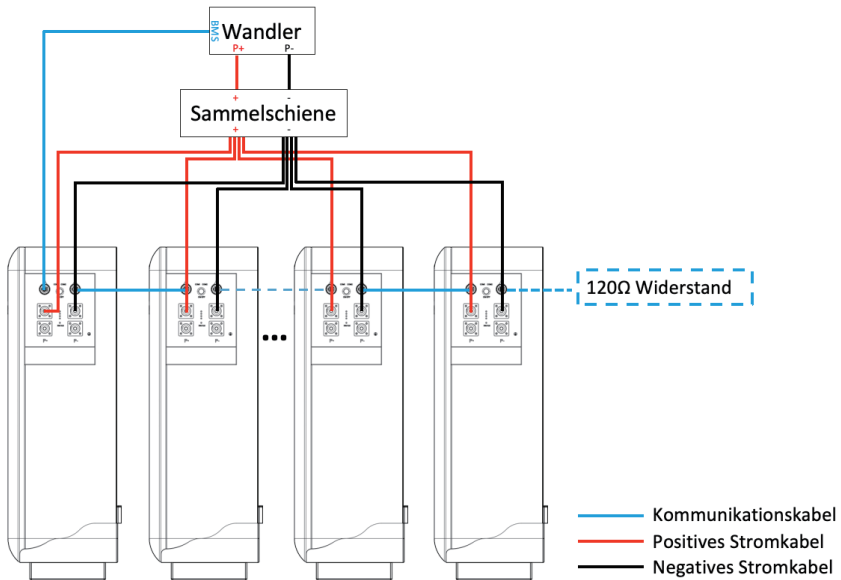 BMS
Wandler
P+ P-
+ -
Sammelschiene
+ -
120Ω Widerstand
P+ P- P+ P- P+ P- P+ P-
Kommunikationskabel
Positives Stromkabel
Negatives Stromkabel